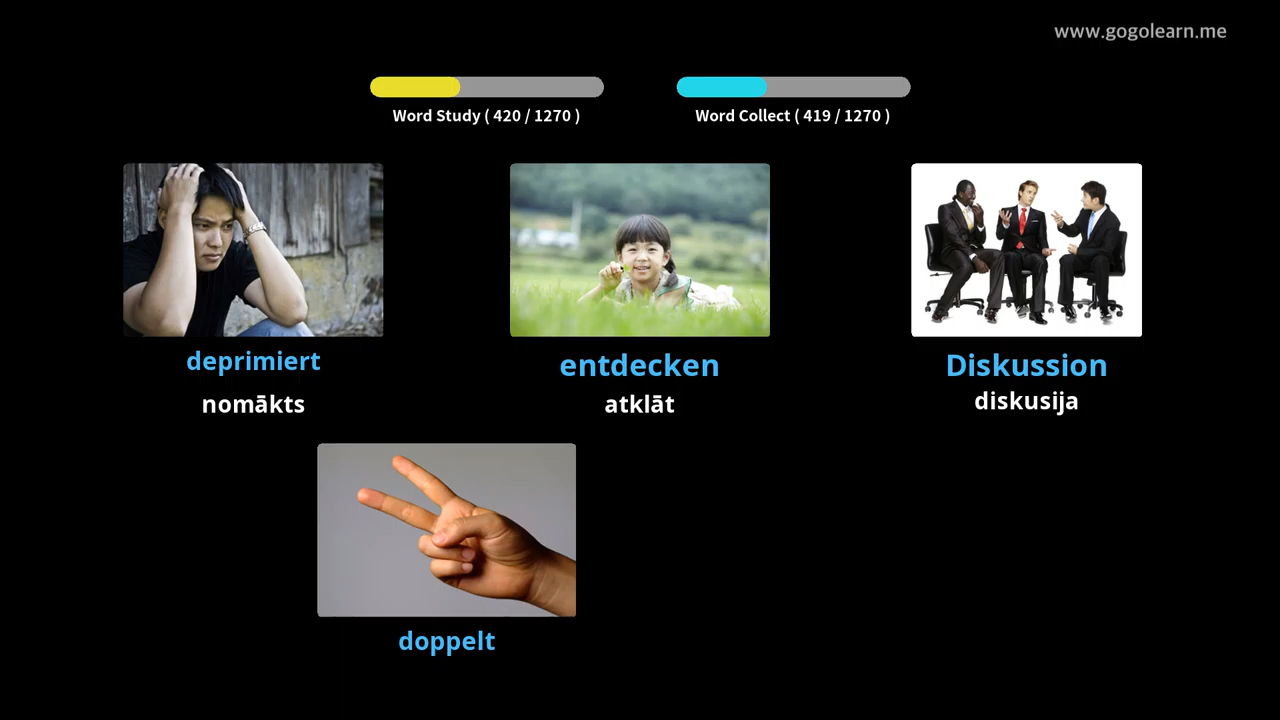 www.gogolearn.me
Word Study ( 420 / 1270 )
Word Collect ( 419 / 1270 )
deprimiert
nomākts
entdecken
atklāt
Diskussion
diskusija
doppelt